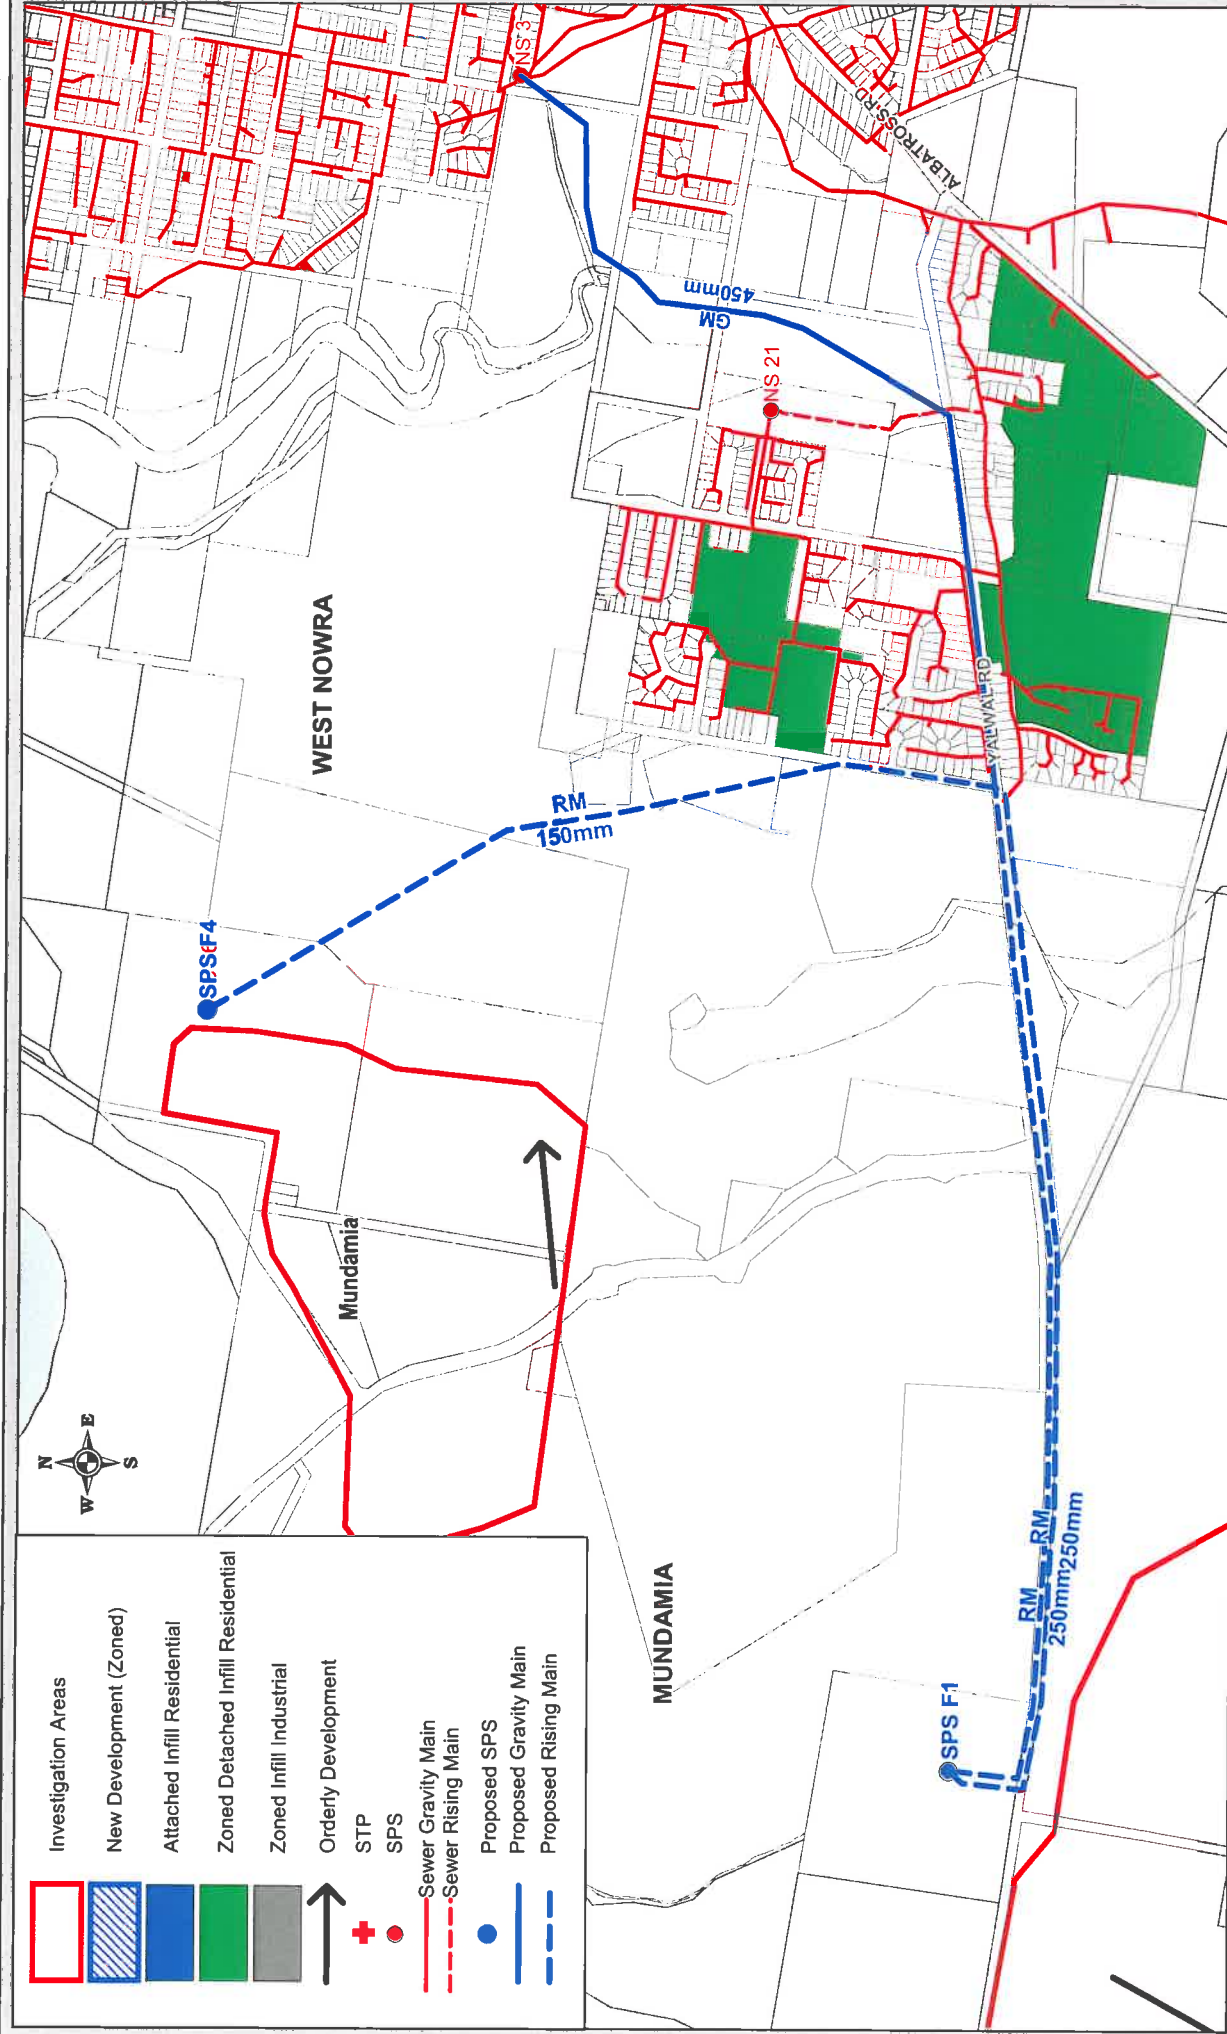 Investigation Areas
New Development (Zoned)
Attached Infill Residential
Zoned Detached Infill Residential
Zoned Infill Industrial
Orderly Development
STP
SPS
Sewer Gravity Main
Sewer Rising Main
Proposed SPS
Proposed Gravity Main
Proposed Rising Main
N
W
E
S
Mundamia
MUNDAMIA
WEST NOWRA
RM
150mm
SPS F1
RM
250mm
RM
250mm
YALWAL RD
NS 21
GM
450mm
NS 3
ALBATROSS RD